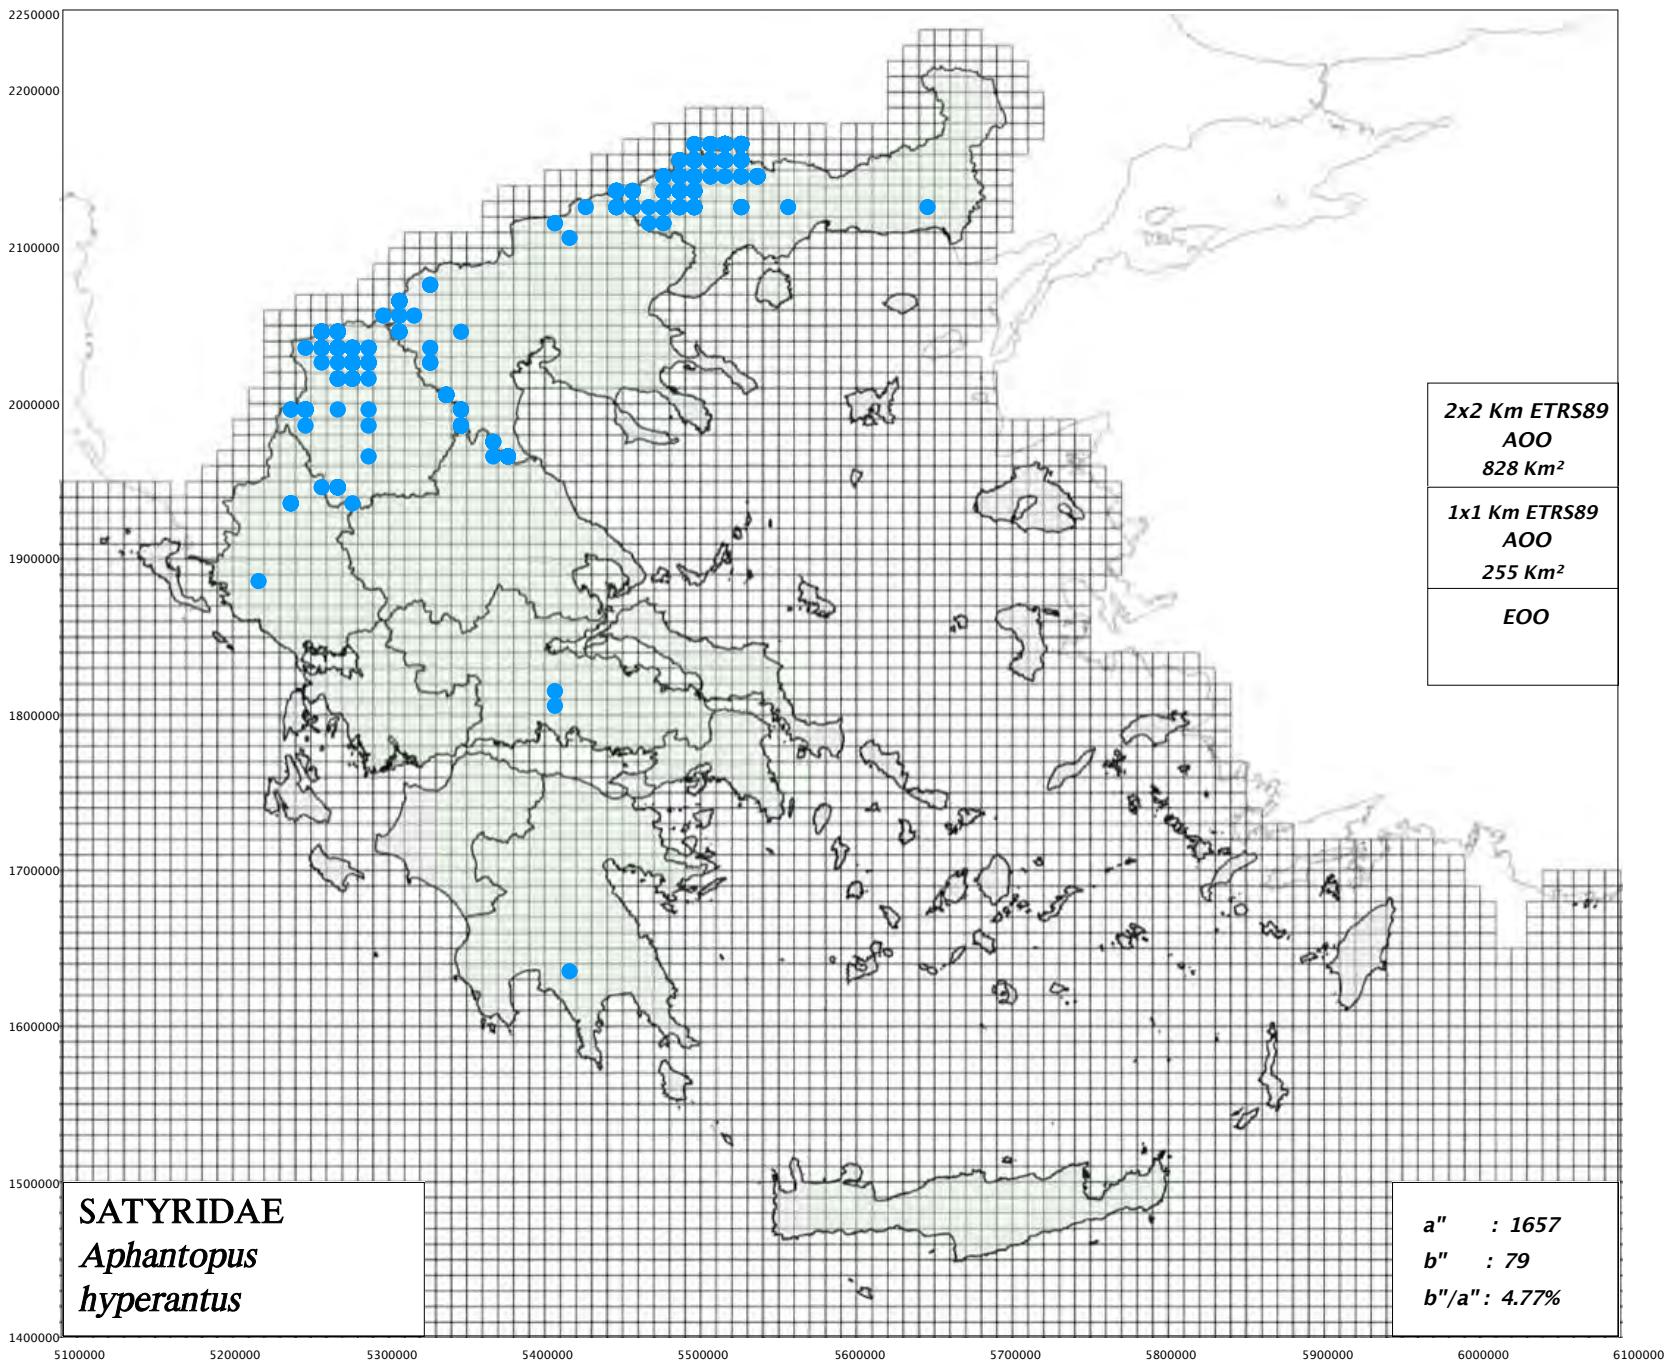 2250000
2200000
2100000
2000000
1900000
1800000
1700000
1600000
1500000
1400000
2x2 Km ETRS89
AOO
828 Km²
1x1 Km ETRS89
AOO
255 Km²
EOO
SATYRIDAE
Aphantopus
hyperantus
a" : 1657
b" : 79
b"/a" : 4.77%
5100000 5200000 5300000 5400000 5500000 5600000 5700000 5800000 5900000 6000000 6100000